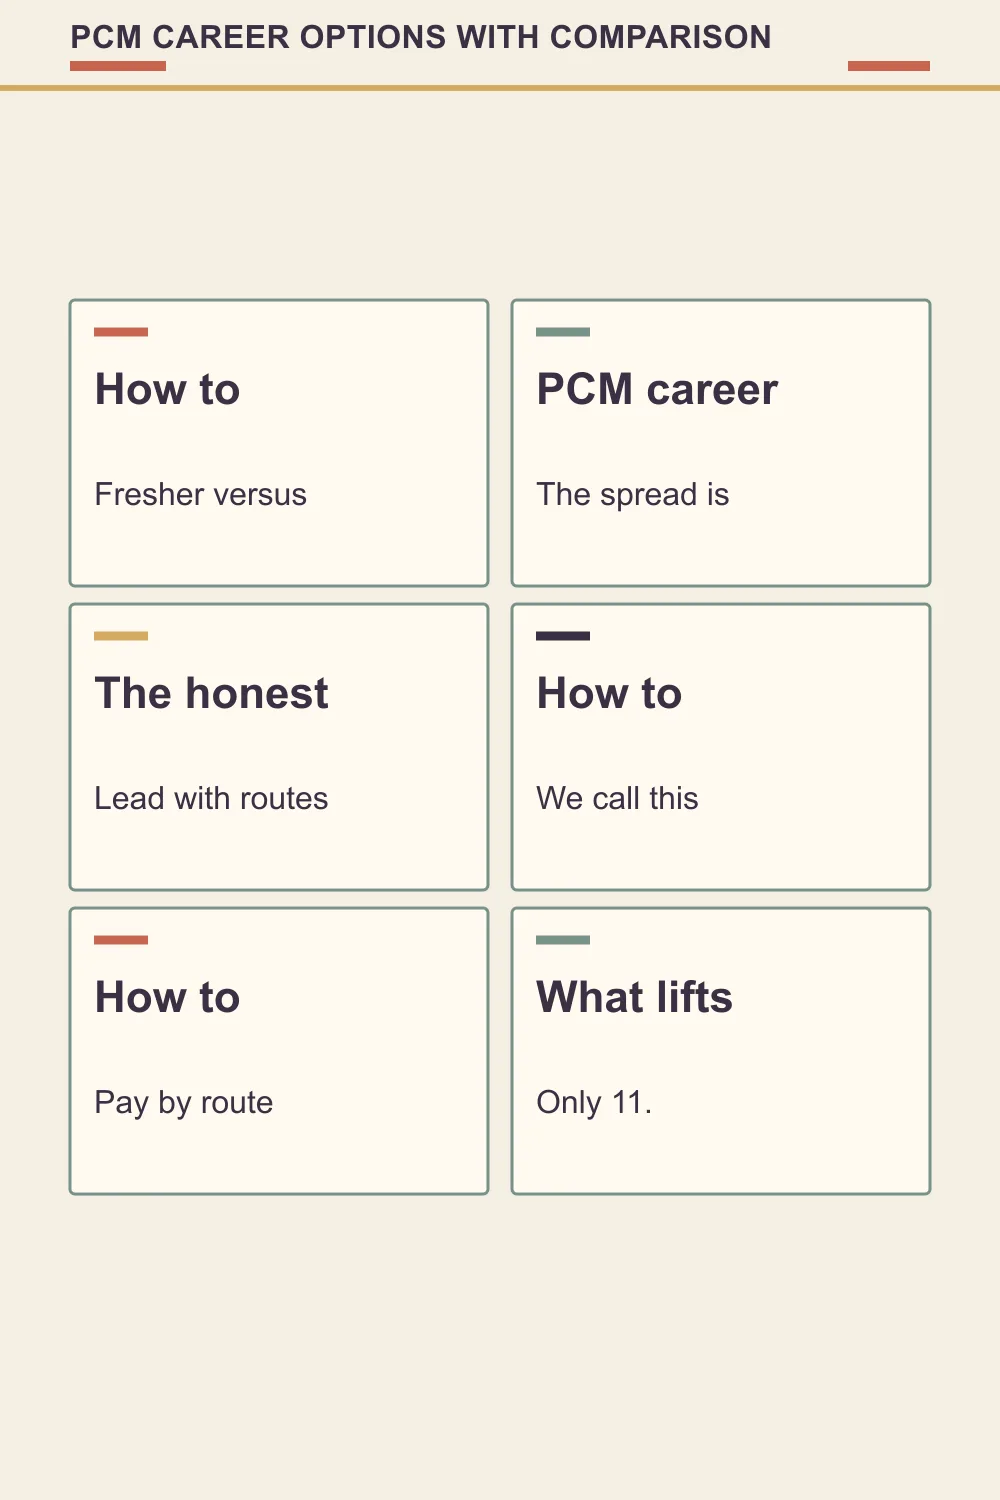 PCM CAREER OPTIONS WITH COMPARISON
How to
Fresher versus
PCM career
The spread is
The honest
Lead with routes
How to
We call this
How to
Pay by route
What lifts
Only 11.